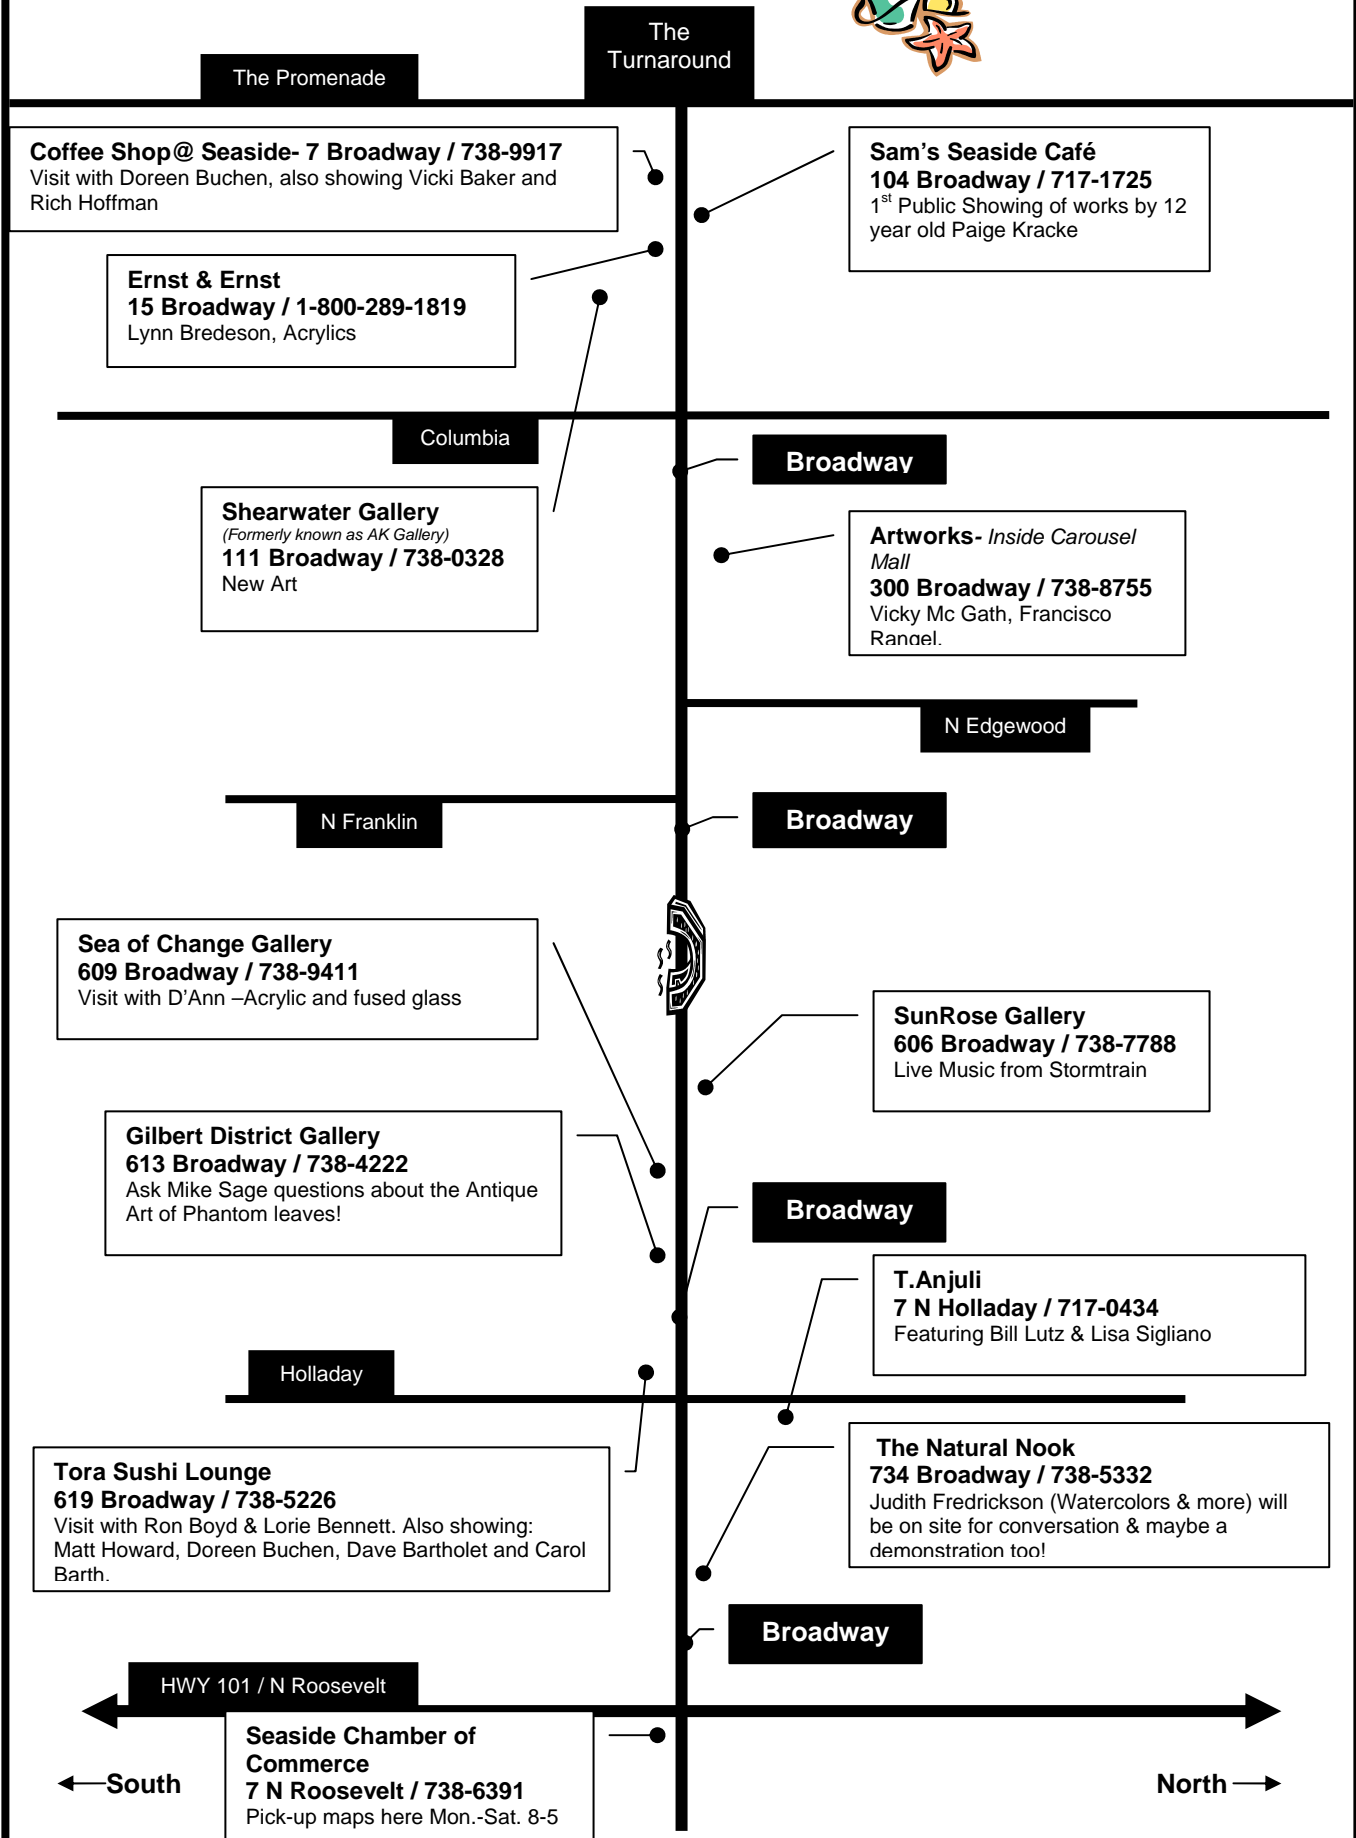 The
Turnaround
The Promenade
Coffee Shop@ Seaside- 7 Broadway / 738-9917
Visit with Doreen Buchen, also showing Vicki Baker and
Rich Hoffman
Sam's Seaside Café
104 Broadway / 717-1725
1st Public Showing of works by 12
year old Paige Kracke
Ernst & Ernst
15 Broadway / 1-800-289-1819
Lynn Bredeson, Acrylics
Columbia
Broadway
Shearwater Gallery
(Formerly known as AK Gallery)
111 Broadway / 738-0328
New Art
Artworks- Inside Carousel
Mall
300 Broadway / 738-8755
Vicky Mc Gath, Francisco
Rangel.
N Edgewood
N Franklin
Broadway
Sea of Change Gallery
609 Broadway / 738-9411
Visit with D'Ann –Acrylic and fused glass
SunRose Gallery
606 Broadway / 738-7788
Live Music from Stormtrain
Gilbert District Gallery
613 Broadway / 738-4222
Ask Mike Sage questions about the Antique
Art of Phantom leaves!
Broadway
T.Anjuli
7 N Holladay / 717-0434
Featuring Bill Lutz & Lisa Sigliano
Holladay
Tora Sushi Lounge
619 Broadway / 738-5226
Visit with Ron Boyd & Lorie Bennett. Also showing:
Matt Howard, Doreen Buchen, Dave Bartholet and Carol
Barth.
The Natural Nook
734 Broadway / 738-5332
Judith Fredrickson (Watercolors & more) will
be on site for conversation & maybe a
demonstration too!
Broadway
HWY 101 / N Roosevelt
Seaside Chamber of
Commerce
7 N Roosevelt / 738-6391
Pick-up maps here Mon.-Sat. 8-5
South
North